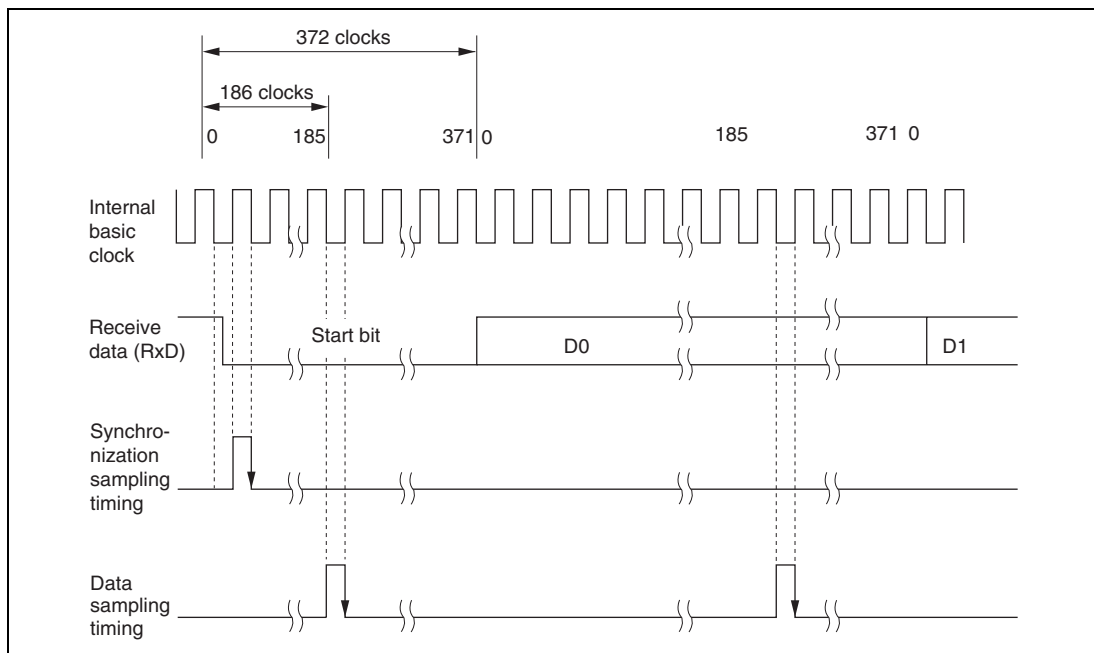 372 clocks
186 clocks
0 185 371 0 185 371 0
Internal
basic
clock
Receive
data (RxD)
Start bit
D0
D1
Synchro-
nization
sampling
timing
Data
sampling
timing